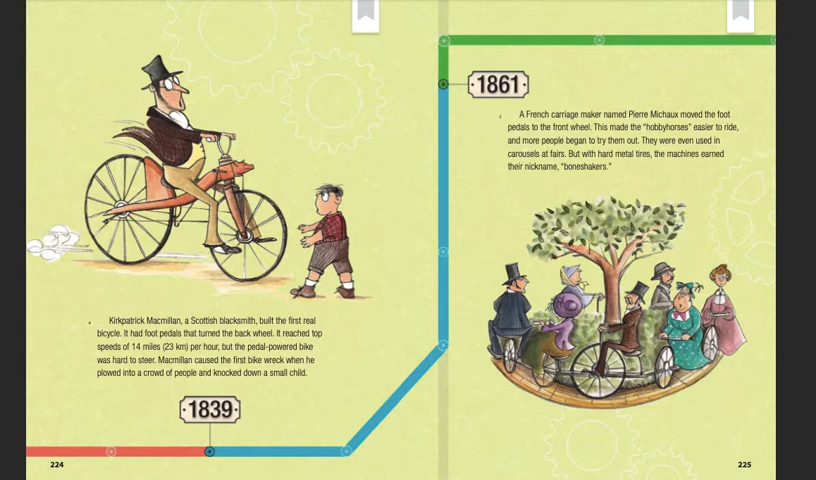 Kirkpatrick Macmillan, a Scottish blacksmith, built the first real
bicycle. It had foot pedals that turned the back wheel. It reached top
speeds of 14 miles (23 km) per hour, but the pedal-powered bike
was hard to steer. Macmillan caused the first bike wreck when he
plowed into a crowd of people and knocked down a small child.
1839
224
1861
A French carriage maker named Pierre Michaux moved the foot
pedals to the front wheel. This made the “hobbyhorses” easier to ride,
and more people began to try them out. They were even used in
carousels at fairs. But with hard metal tires, the machines earned
their nickname, “boneshakers.”
225